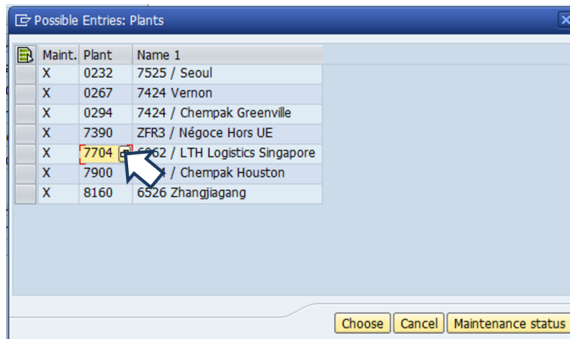 Possible Entries: Plants
Maint. Plant Name 1
X 0232 7525 / Seoul
X 0267 7424 Vernon
X 0294 7424 / Chempak Greenville
X 7390 ZFR3 / Négoce Hors UE
X 7704 / LTH Logistics Singapore
X 7900 / Chempak Houston
X 8160 6526 Zhangjiagang
Choose Cancel Maintenance status